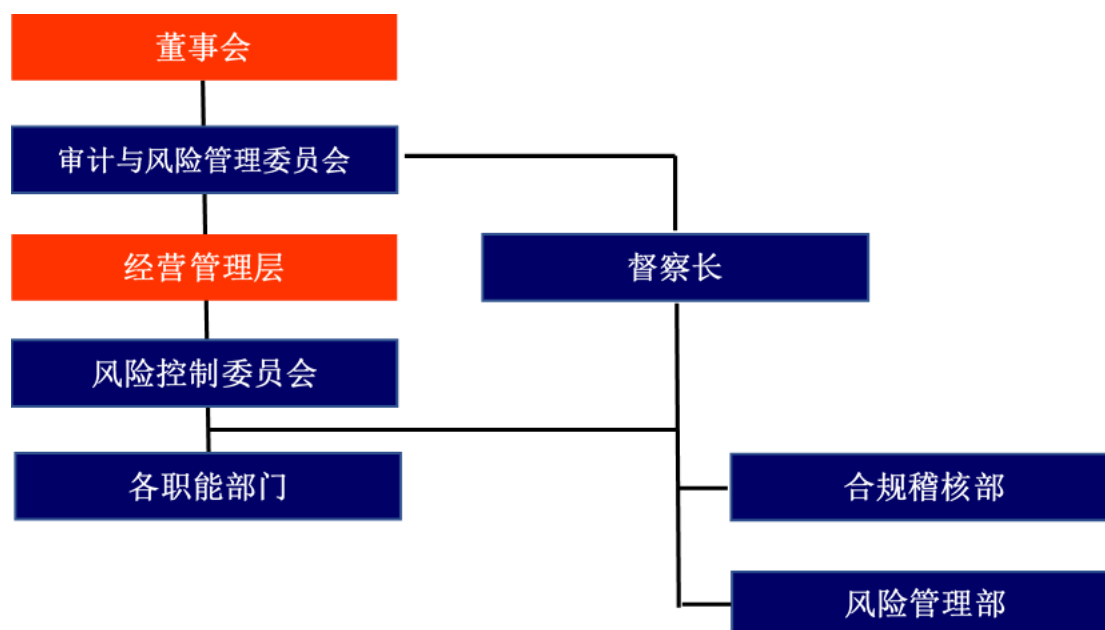 董事会
审计与风险管理委员会
经营管理层
督察长
风险控制委员会
各职能部门
合规稽核部
风险管理部